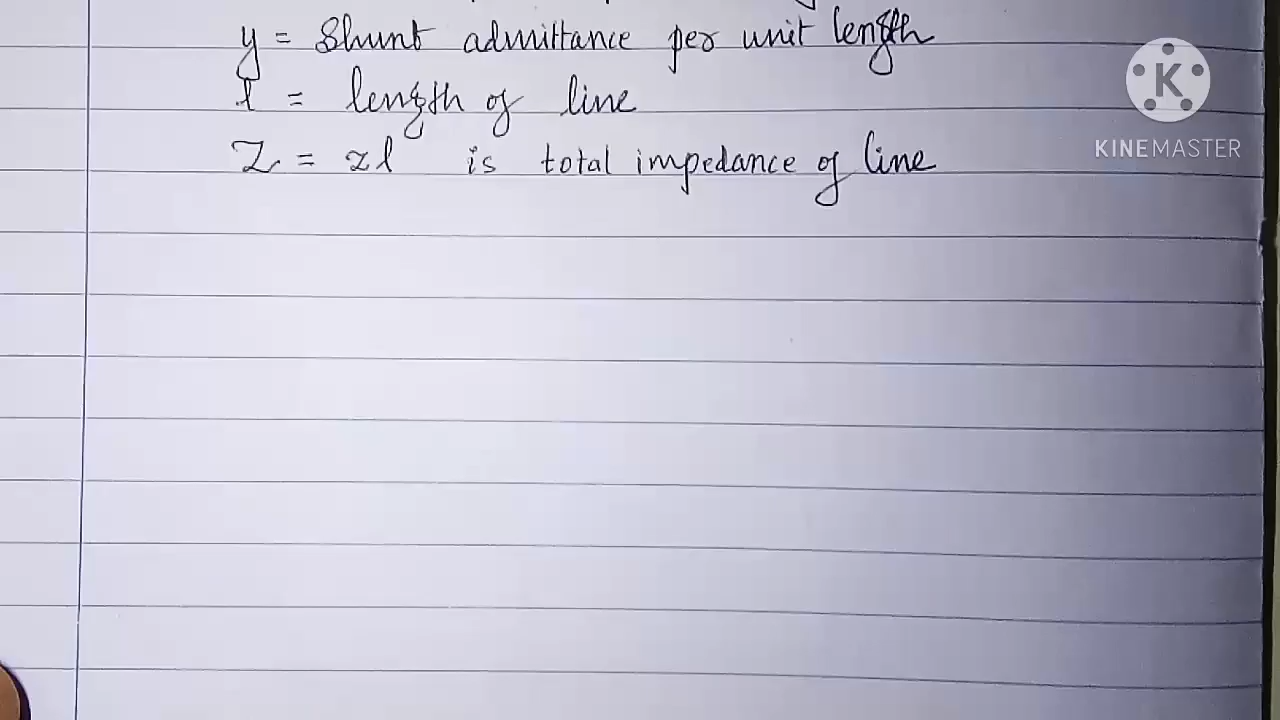 y = Shunt admittance per unit length
l = length of line
Z = zl is total impedance of line
K
KINEMASTER